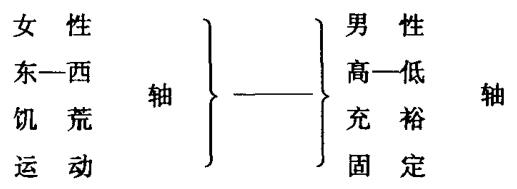 女 性 男 性
东—西 高—低
轴 轴
饥 荒 充 裕
运 动 固 定